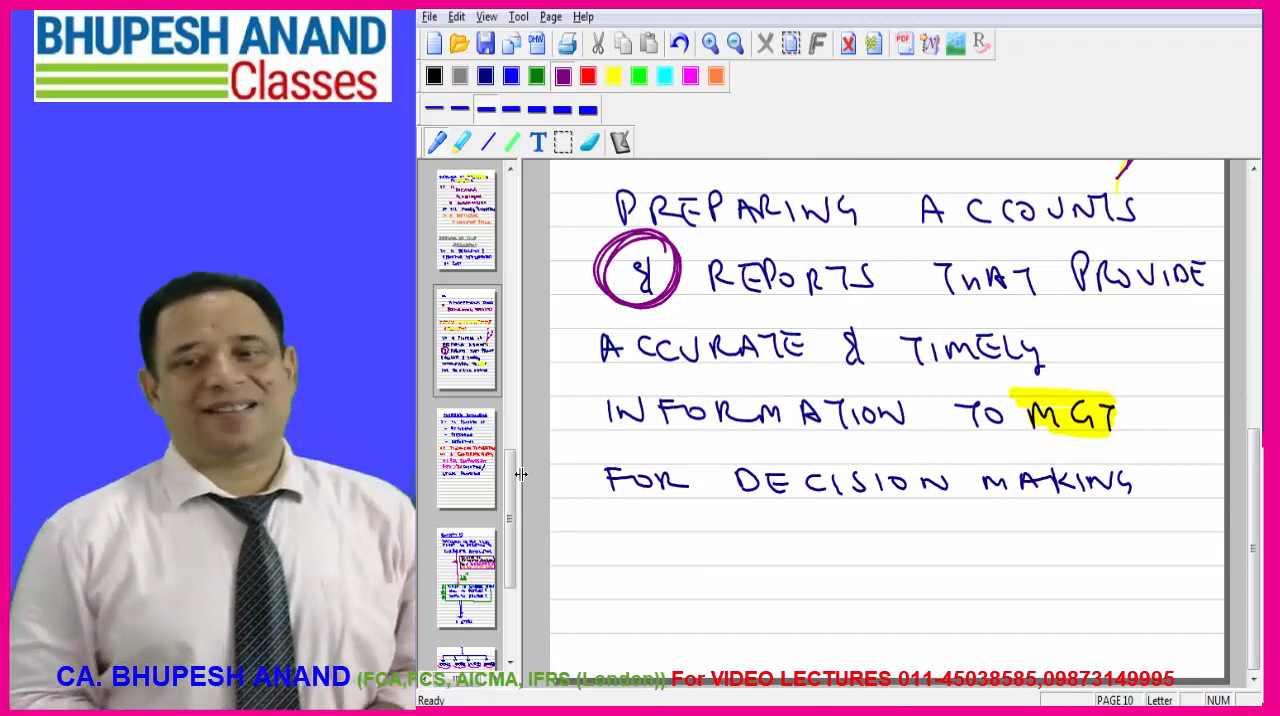 BHUPESH ANAND
Classes
File Edit View Tool Page Help
DHW
PDF
T
PREPARING ACCOUNTS
& REPORTS THAT PROVIDE
ACCURATE & TIMELY
INFORMATION TO MGT
FOR DECISION MAKING
CA. BHUPESH ANAND (FCA,FCS, AICMA, IFRS (London)) For VIDEO LECTURES 011-45038585,09873149995
Ready PAGE 10 Letter NUM